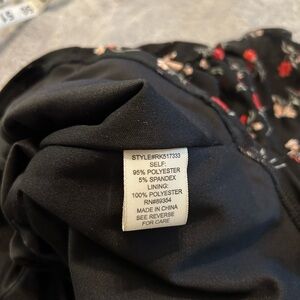 STYLE#RK517333
SELF:
95% POLYESTER
5% SPANDEX
LINING:
100% POLYESTER
RN#89354
MADE IN CHINA
SEE REVERSE
FOR CARE